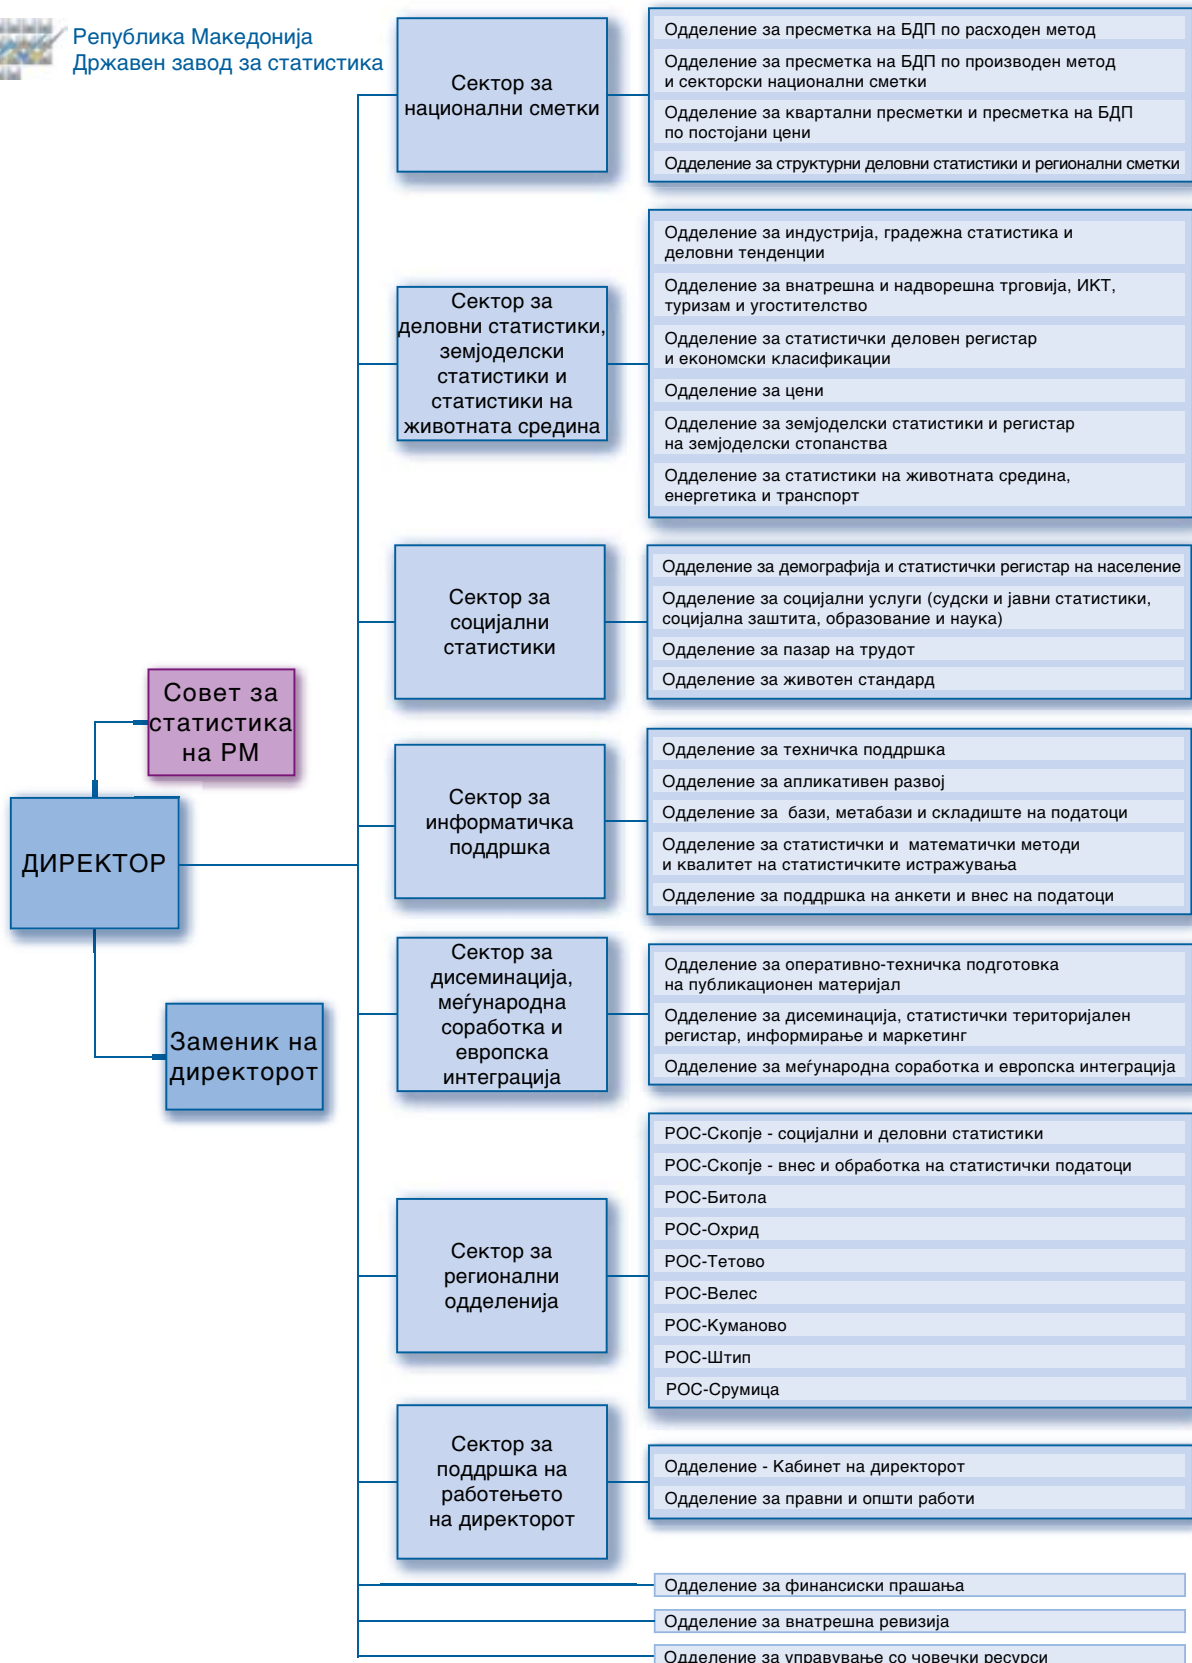 Република Македонија
Државен завод за статистика
Сектор за
национални сметки
Одделение за пресметка на БДП по расходен метод
Одделение за пресметка на БДП по производен метод
и секторски национални сметки
Одделение за квартални пресметки и пресметка на БДП
по постојани цени
Одделение за структурни деловни статистики и регионални сметки
Сектор за
деловни статистики,
земјоделски
статистики и
статистики на
животната средина
Одделение за индустрија, градежна статистика и
деловни тенденции
Одделение за внатрешна и надворешна трговија, ИКТ,
туризам и угостителство
Одделение за статистички деловен регистар
и економски класификации
Одделение за цени
Одделение за земјоделски статистики и регистар
на земјоделски стопанства
Одделение за статистики на животната средина,
енергетика и транспорт
Сектор за
социјални
статистики
Одделение за демографија и статистички регистар на население
Одделение за социјални услуги (судски и јавни статистики,
социјална заштита, образование и наука)
Одделение за пазар на трудот
Одделение за животен стандард
Совет за
статистика
на РМ
ДИРЕКТОР
Заменик на
директорот
Сектор за
информатичка
поддршка
Одделение за техничка поддршка
Одделение за апликативен развој
Одделение за  бази, метабази и складиште на податоци
Одделение за статистички и  математички методи
и квалитет на статистичките истражувања
Одделение за поддршка на анкети и внес на податоци
Сектор за
дисеминација,
меѓународна
соработка и
европска
интеграција
Одделение за оперативно-техничка подготовка
на публикационен материјал
Одделение за дисеминација, статистички територијален
регистар, информирање и маркетинг
Одделение за меѓународна соработка и европска интеграција
Сектор за
регионални
одделенија
РОС-Скопје - социјални и деловни статистики
РОС-Скопје - внес и обработка на статистички податоци
РОС-Битола
РОС-Охрид
РОС-Тетово
РОС-Велес
РОС-Куманово
РОС-Штип
РОС-Срумица
Сектор за
поддршка на
работењето
на директорот
Одделение - Кабинет на директорот
Одделение за правни и општи работи
Одделение за финансиски прашања
Одделение за внатрешна ревизија
Одделение за управување со човечки ресурси